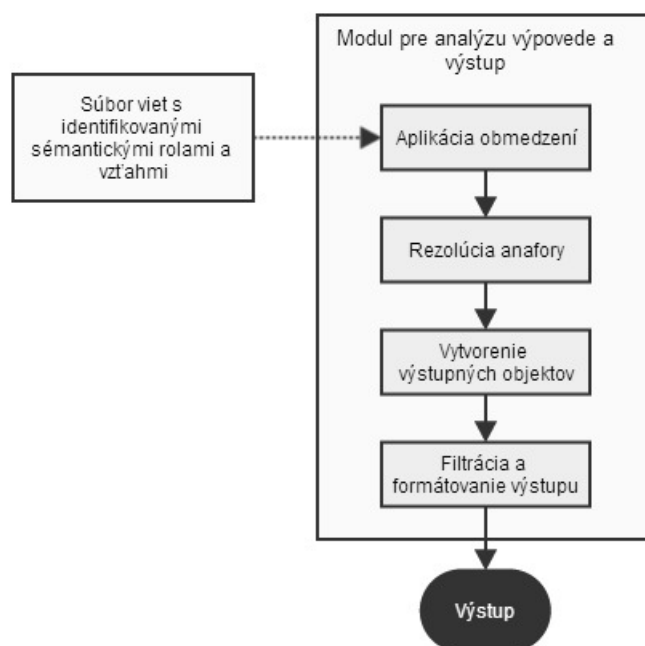 Modul pre analýzu výpovede a
výstup
Súbor viet s
identifikovanými
sémantickými rolami a
vzťahmi
Aplikácia obmedzení
Rezolúcia anafory
Vytvorenie
výstupných objektov
Filtrácia a
formátovanie výstupu
Výstup